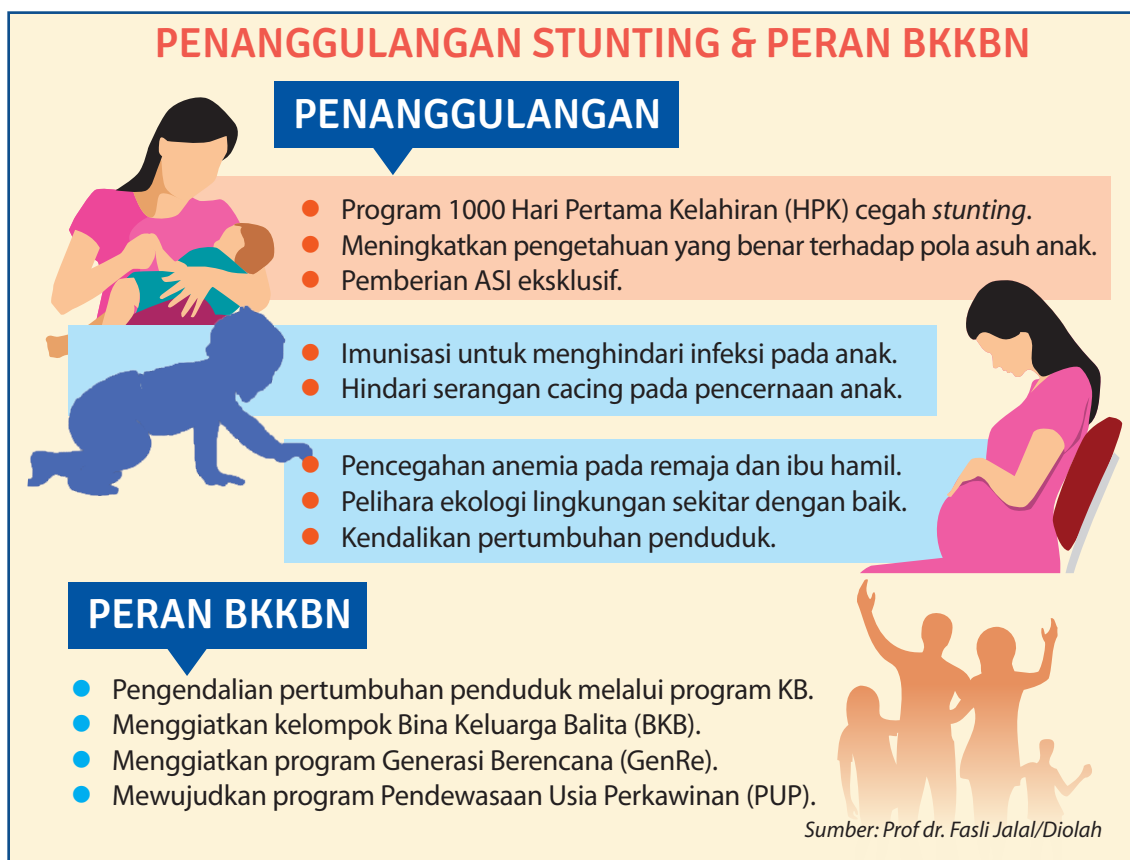 PENANGGULANGAN STUNTING & PERAN BKKBN
PENANGGULANGAN
● Program 1000 Hari Pertama Kelahiran (HPK) cegah stunting.
● Meningkatkan pengetahuan yang benar terhadap pola asuh anak.
● Pemberian ASI eksklusif.
● Imunisasi untuk menghindari infeksi pada anak.
● Hindari serangan cacing pada pencernaan anak.
● Pencegahan anemia pada remaja dan ibu hamil.
● Pelihara ekologi lingkungan sekitar dengan baik.
● Kendalikan pertumbuhan penduduk.
PERAN BKKBN
● Pengendalian pertumbuhan penduduk melalui program KB.
● Menggiatkan kelompok Bina Keluarga Balita (BKB).
● Menggiatkan program Generasi Berencana (GenRe).
● Mewujudkan program Pendewasaan Usia Perkawinan (PUP).
Sumber: Prof dr. Fasli Jalal/Diolah